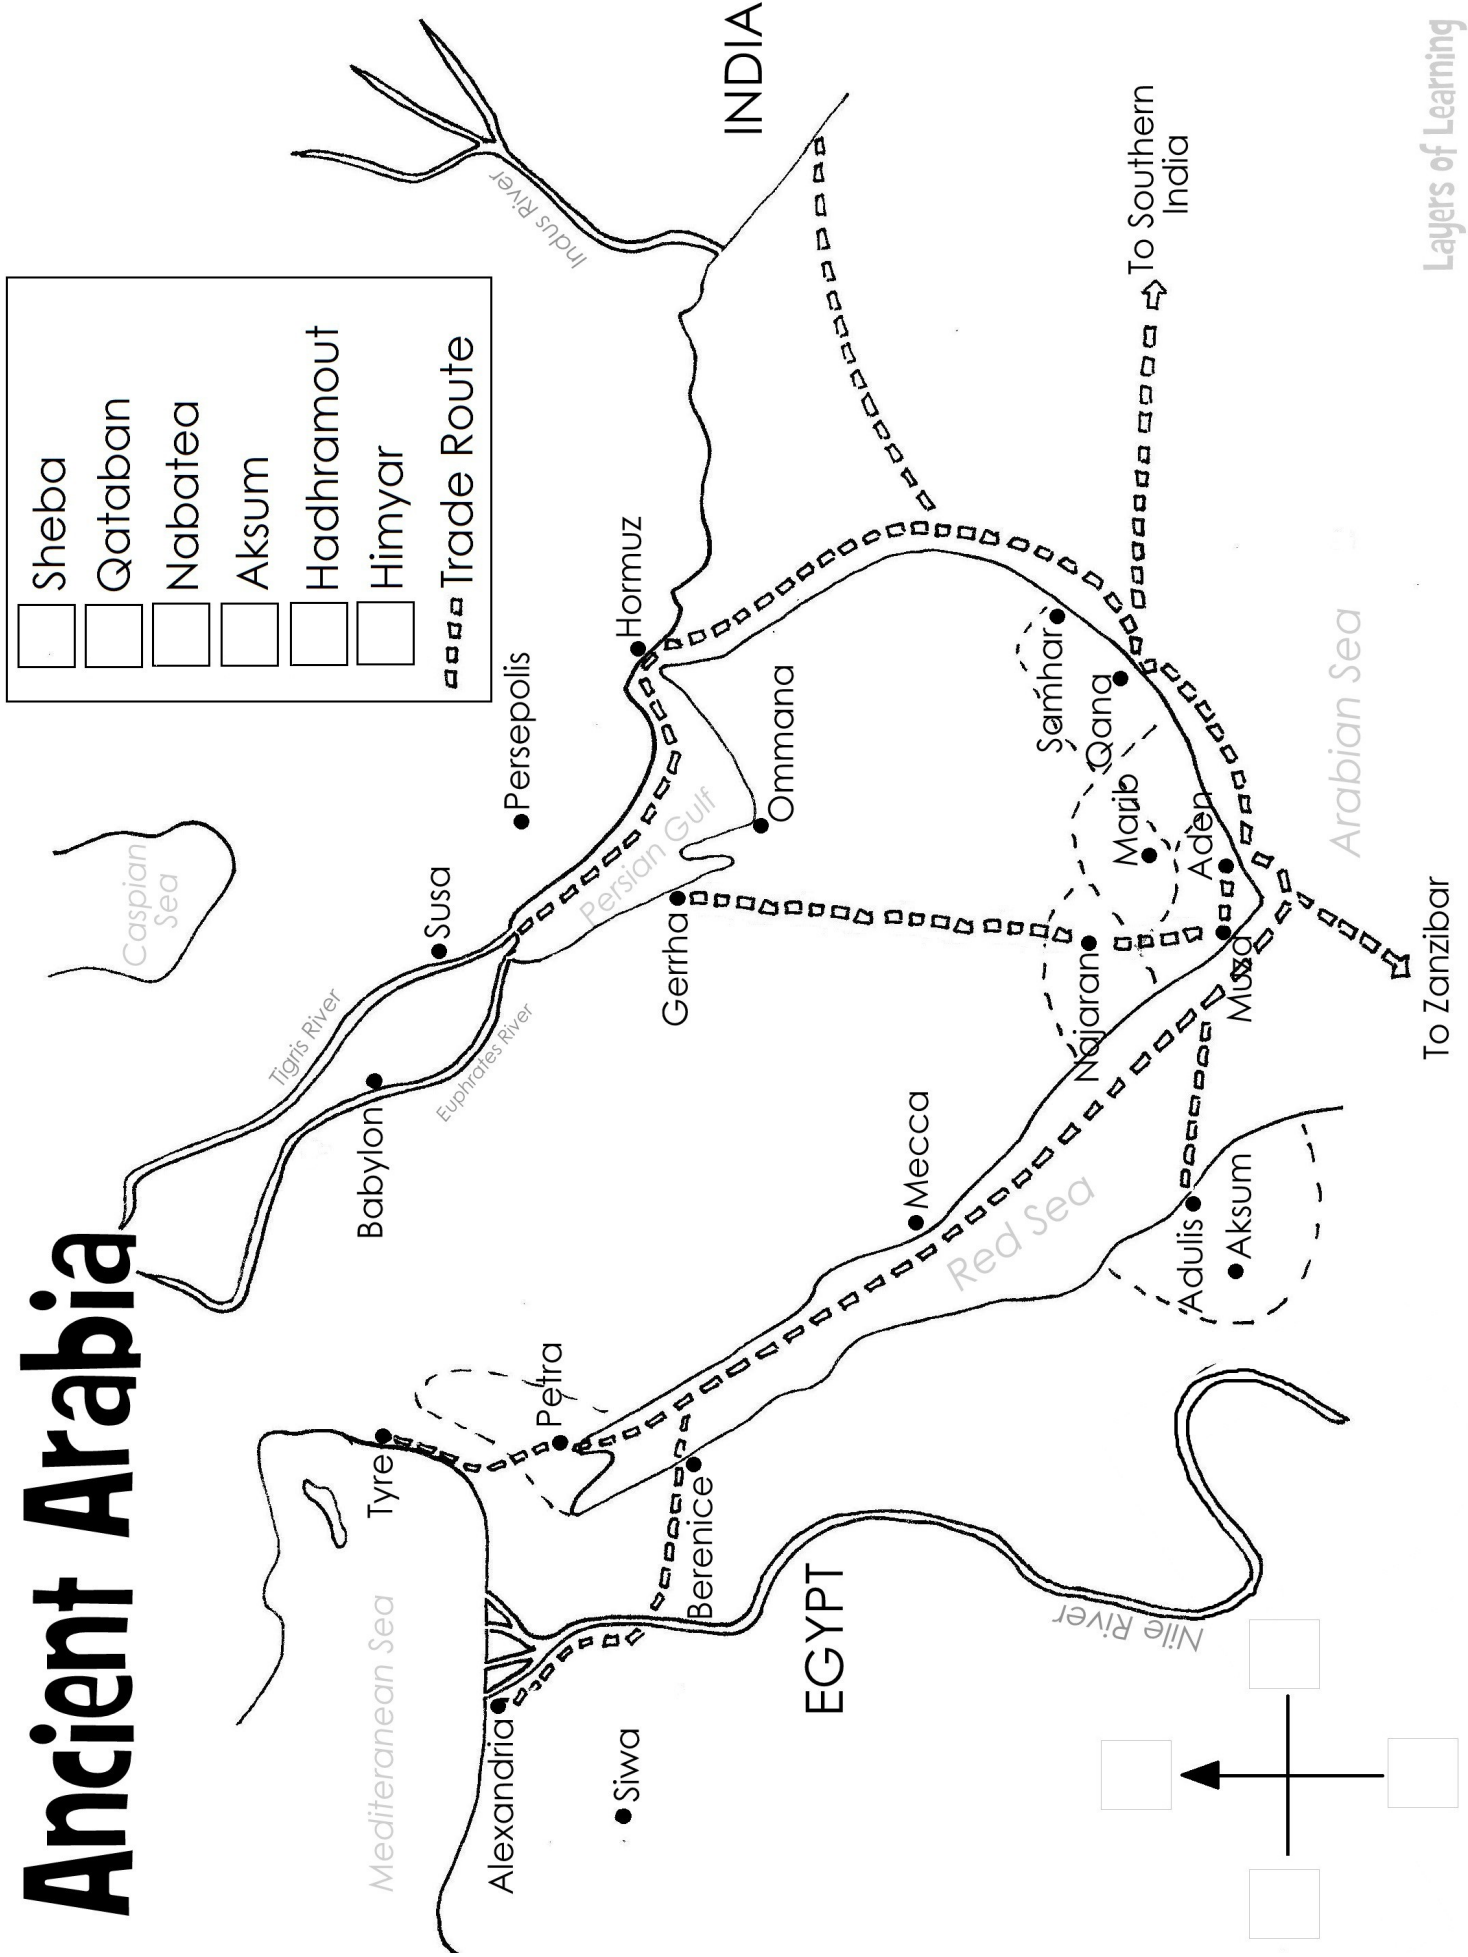 Ancient Arabia
Sheba
Qataban
Nabatea
Aksum
Hadhramout
Himyar
Trade Route
Caspian
Sea
Mediteranean Sea
Tyre
Tigris River
Babylon
Euphrates River
Susa
Persepolis
Hormuz
Indus River
INDIA
Alexandria
Petra
Siwa
Berenice
Gerrha
Persian Gulf
Ommana
EGYPT
Mecca
Red Sea
Nile River
Najaran
Samhar
Qana
Marib
Aden
Muza
Adulis
Aksum
To Southern
India
Arabian Sea
To Zanzibar
Layers of Learning